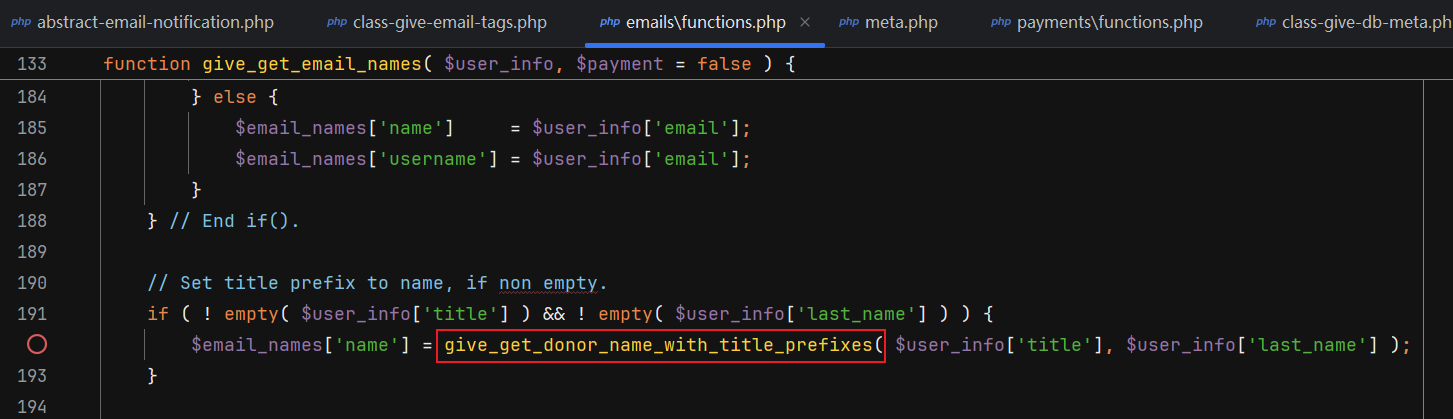 php abstract-email-notification.php php class-give-email-tags.php php emails\functions.php × php meta.php php payments\functions.php php class-give-db-meta.ph
133 function give_get_email_names( $user_info, $payment = false ) {
184 } else {
185 $email_names['name'] = $user_info['email'];
186 $email_names['username'] = $user_info['email'];
187 }
188 } // End if().
189
190 // Set title prefix to name, if non empty.
191 if ( ! empty( $user_info['title'] ) && ! empty( $user_info['last_name'] ) ) {
$email_names['name'] = give_get_donor_name_with_title_prefixes( $user_info['title'], $user_info['last_name'] );
193 }
194